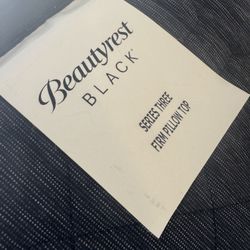 Beautyrest
BLACK
SERIES THREE
FIRM PILLOW TOP